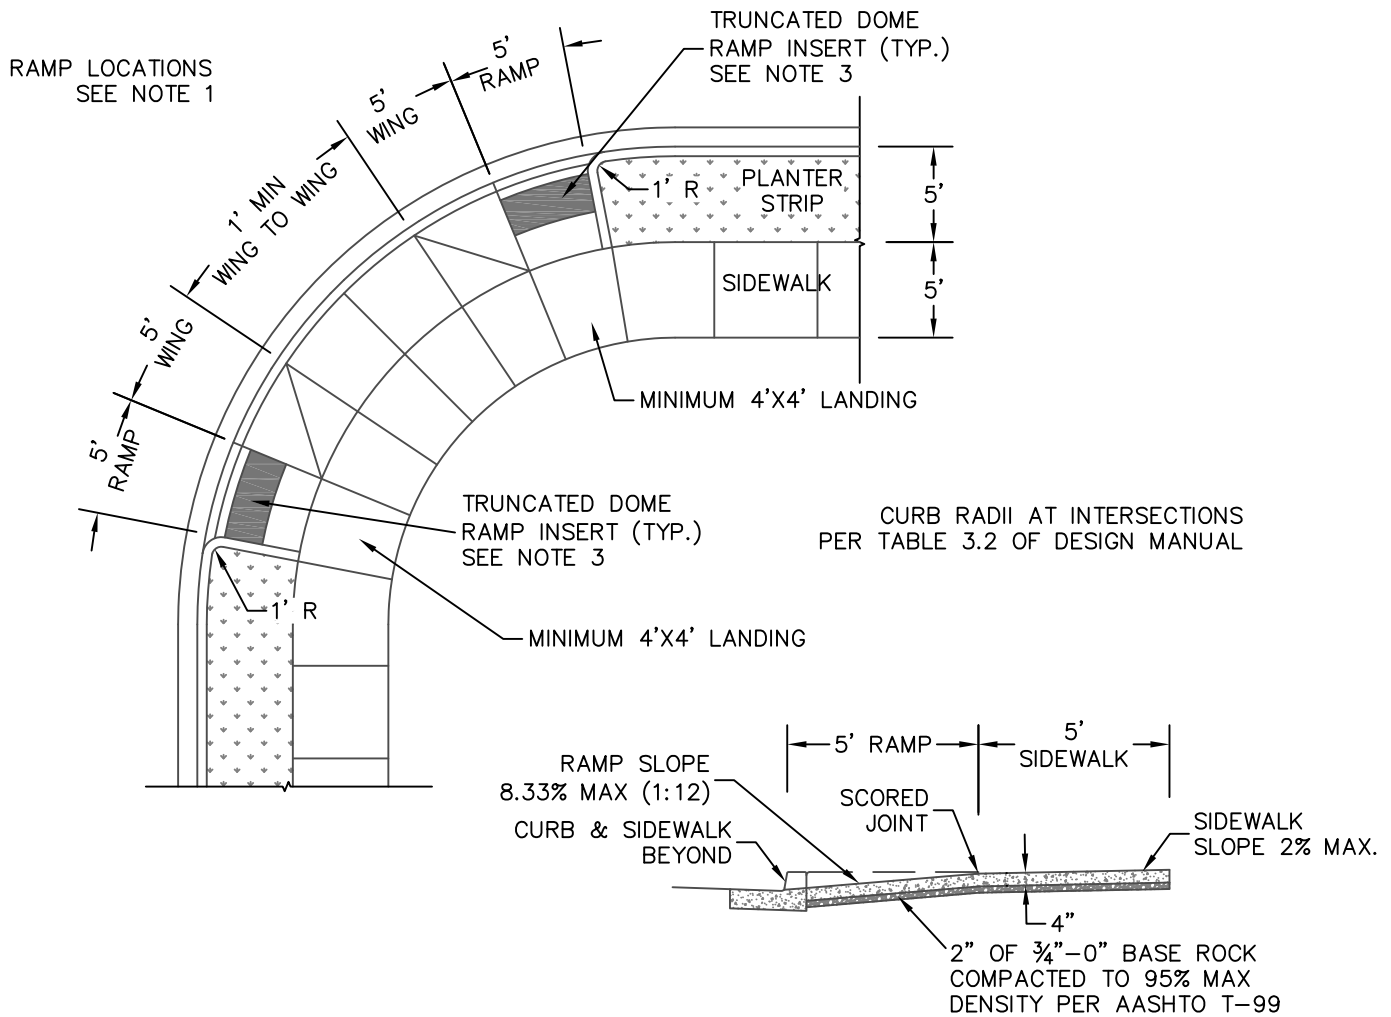 RAMP LOCATIONS
SEE NOTE 1
5'
RAMP
TRUNCATED DOME
RAMP INSERT (TYP.)
SEE NOTE 3
5'
WING
1' MIN
WING TO WING
5'
WING
5'
RAMP
1' R
PLANTER
STRIP
5'
SIDEWALK
5'
MINIMUM 4'X4' LANDING
TRUNCATED DOME
RAMP INSERT (TYP.)
SEE NOTE 3
CURB RADII AT INTERSECTIONS
PER TABLE 3.2 OF DESIGN MANUAL
1' R
MINIMUM 4'X4' LANDING
5' RAMP
5'
SIDEWALK
RAMP SLOPE
8.33% MAX (1:12)
CURB & SIDEWALK
BEYOND
SCORED
JOINT
SIDEWALK
SLOPE 2% MAX.
4"
2" OF ¾"-0" BASE ROCK
COMPACTED TO 95% MAX
DENSITY PER AASHTO T-99